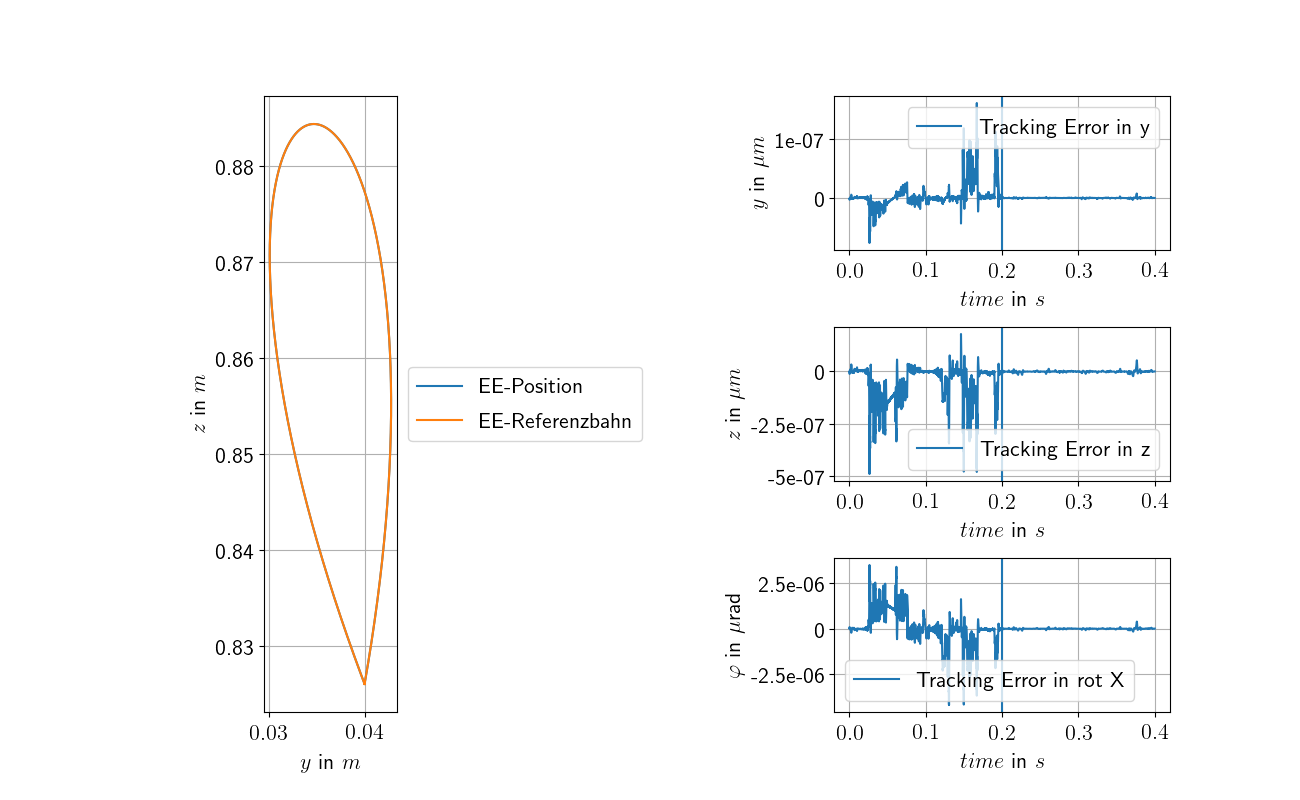 0.88
0.87
0.86
0.85
0.84
0.83
z in m
0.03 0.04
y in m
EE-Position
EE-Referenzbahn
1e-07
0
y in μm
Tracking Error in y
0.0 0.1 0.2 0.3 0.4
time in s
0
-2.5e-07
-5e-07
z in μm
Tracking Error in z
0.0 0.1 0.2 0.3 0.4
time in s
2.5e-06
0
-2.5e-06
φ in μrad
Tracking Error in rot X
0.0 0.1 0.2 0.3 0.4
time in s